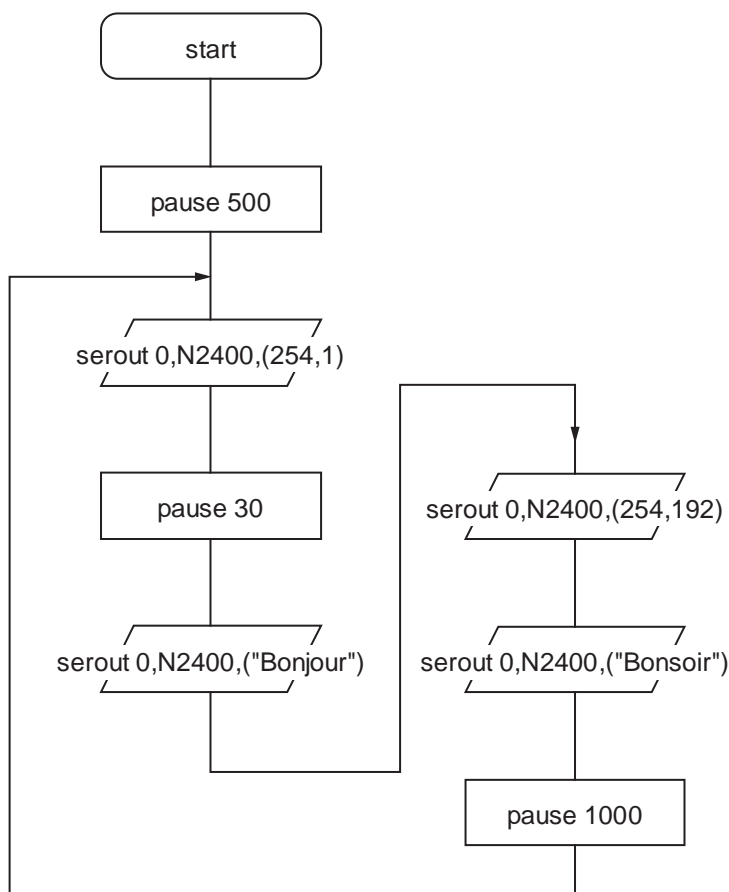 start
pause 500
serout 0,N2400,(254,1)
pause 30
serout 0,N2400,("Bonjour")
serout 0,N2400,(254,192)
serout 0,N2400,("Bonsoir")
pause 1000